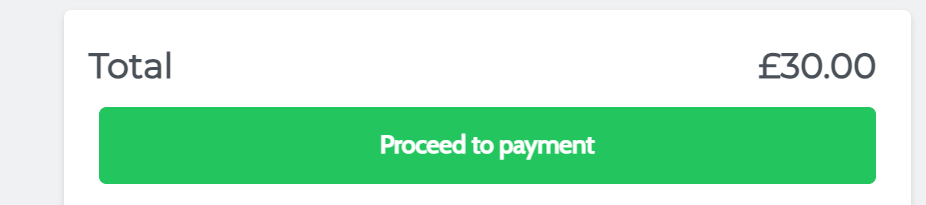 Total £30.00
Proceed to payment